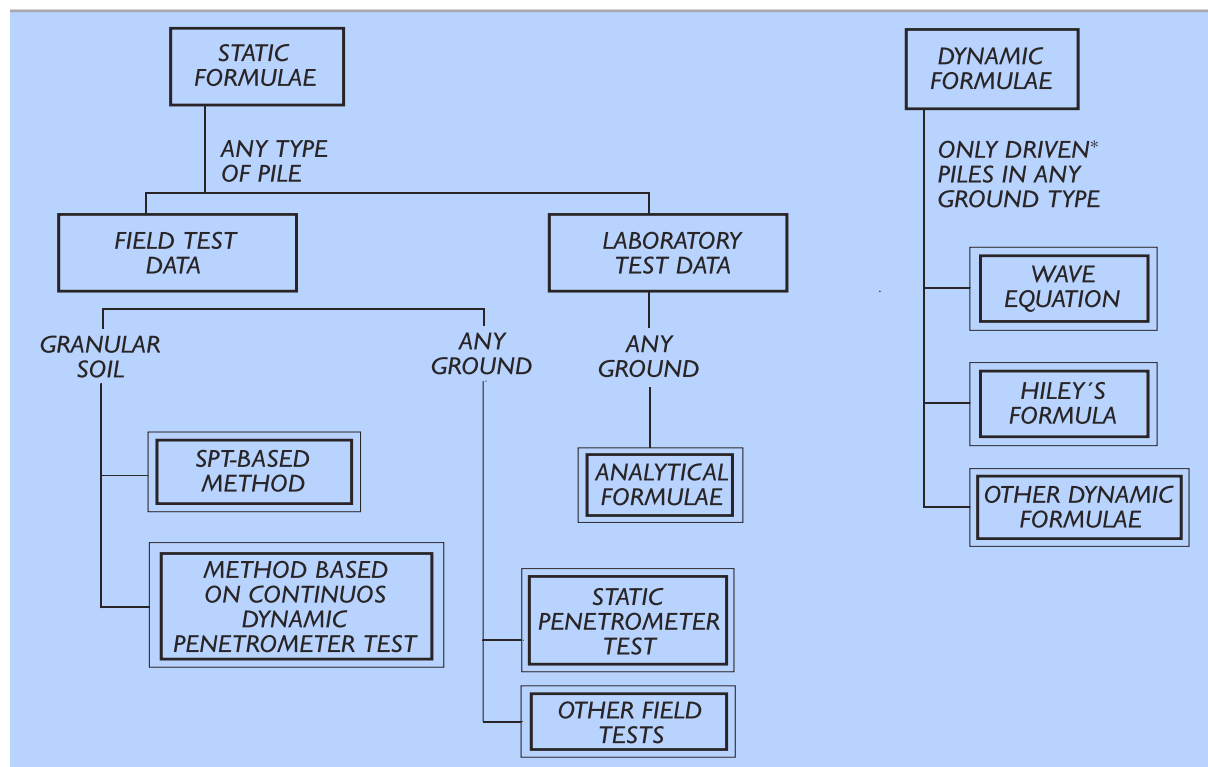 STATIC
FORMULAE
ANY TYPE
OF PILE
FIELD TEST
DATA
LABORATORY
TEST DATA
GRANULAR
SOIL
ANY
GROUND
ANY
GROUND
SPT-BASED
METHOD
METHOD BASED
ON CONTINUOS
DYNAMIC
PENETROMETER TEST
ANALYTICAL
FORMULAE
STATIC
PENETROMETER
TEST
OTHER FIELD
TESTS
DYNAMIC
FORMULAE
ONLY DRIVEN*
PILES IN ANY
GROUND TYPE
WAVE
EQUATION
HILEY´S
FORMULA
OTHER DYNAMIC
FORMULAE